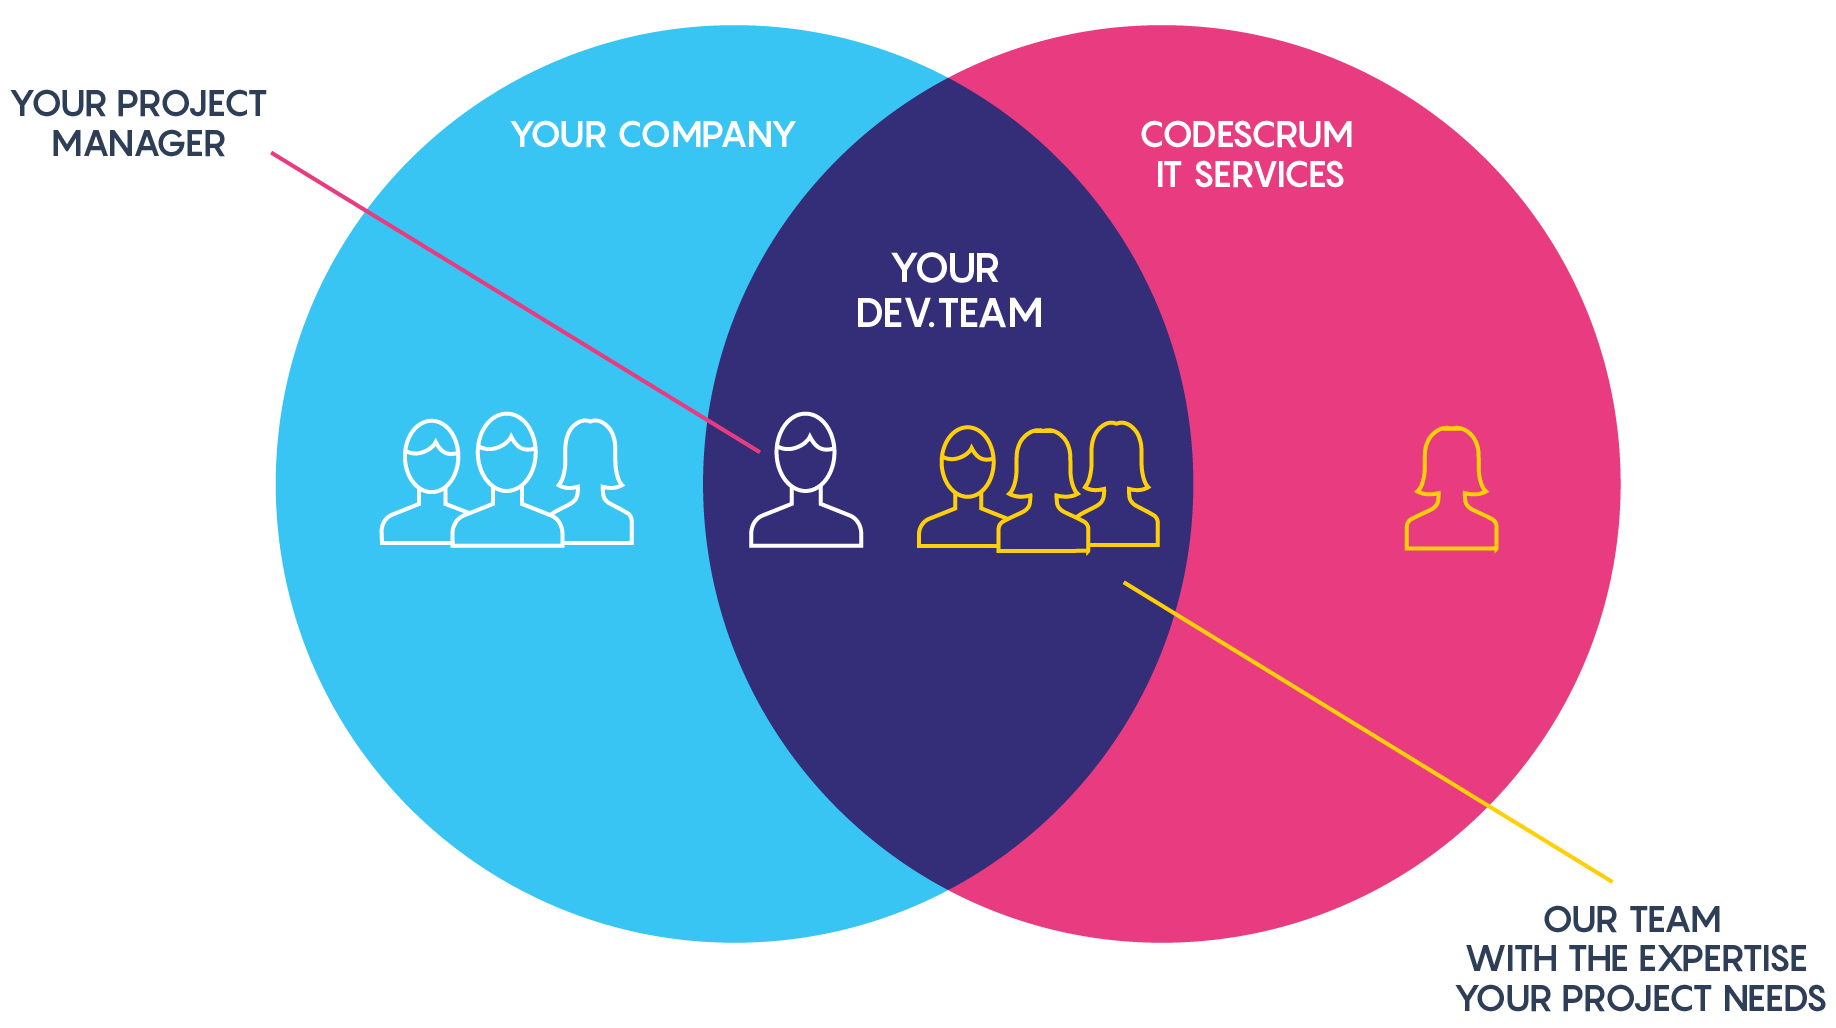 YOUR PROJECT
MANAGER
YOUR COMPANY
CODESCRUM
IT SERVICES
YOUR
DEV.TEAM
OUR TEAM
WITH THE EXPERTISE
YOUR PROJECT NEEDS